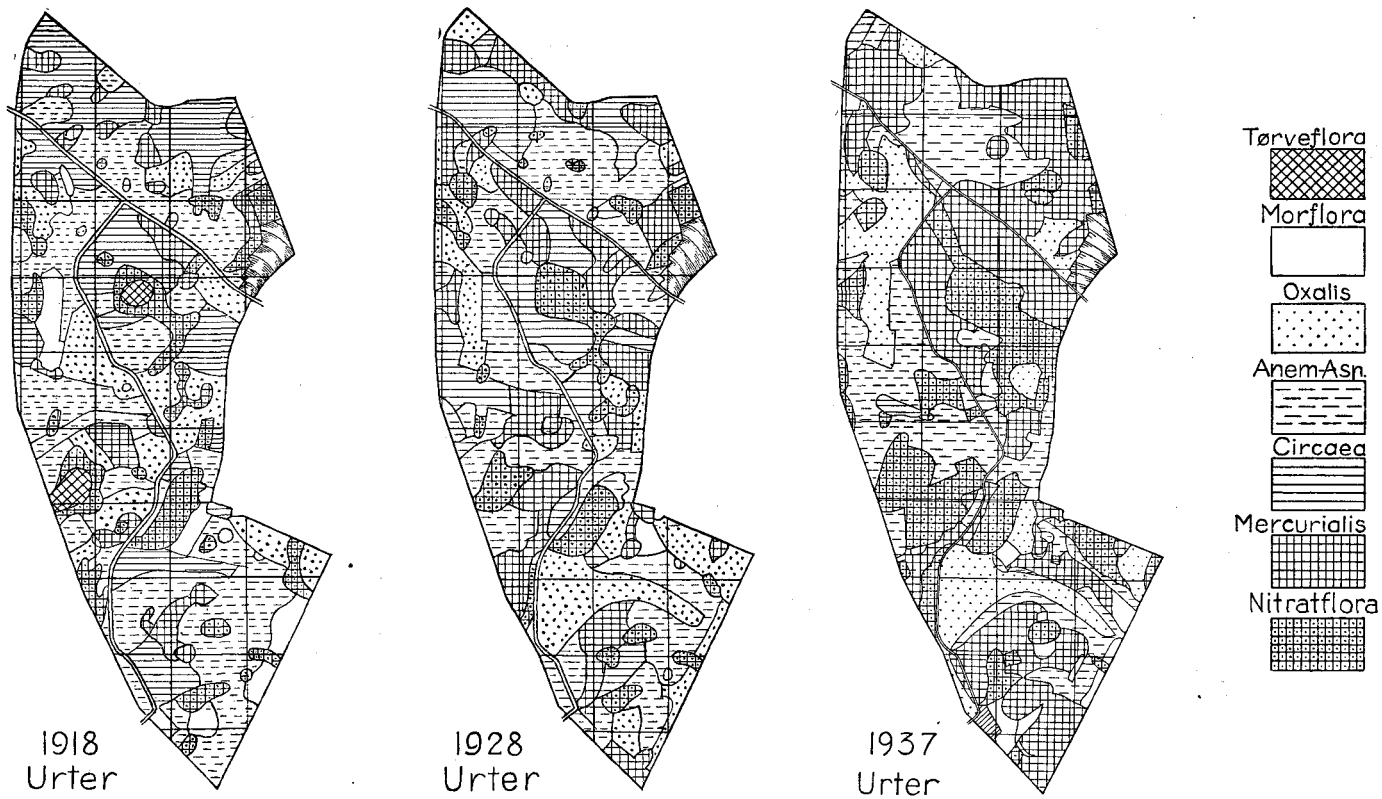 Tørveflora
Morflora
Oxalis
Anem-Asp.
Circaea
Mercurialis
Nitratflora
1918
Urter
1928
Urter
1937
Urter